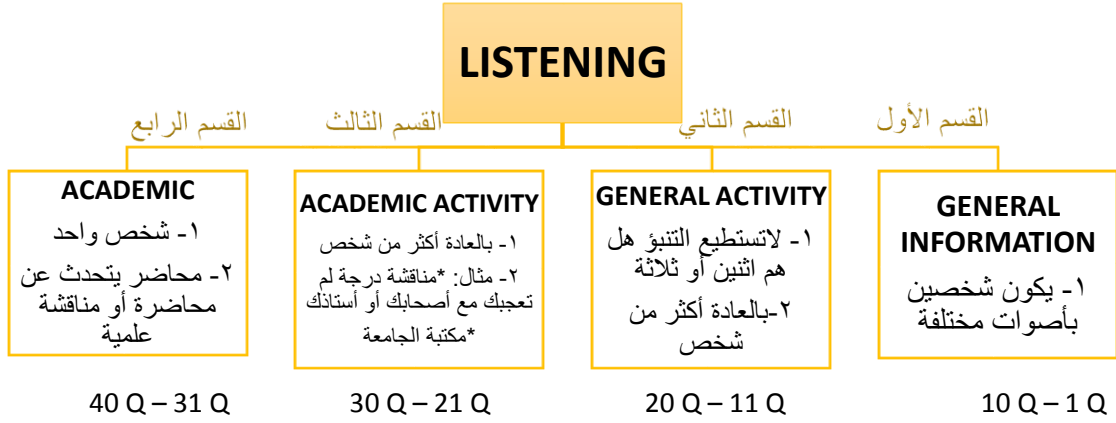 LISTENING
القسم الأول
القسم الثاني
القسم الثالث
القسم الرابع
GENERAL
INFORMATION
١- يكون شخصين
بأصوات مختلفة
10 Q – 1 Q
GENERAL ACTIVITY
١- لاتستطيع التنبؤ هل
هم اثنين أو ثلاثة
٢-بالعادة أكثر من
شخص
20 Q – 11 Q
ACADEMIC ACTIVITY
١- بالعادة أكثر من شخص
٢- مثال: *مناقشة درجة لم
تعجبك مع أصحابك أو أستاذك
*مكتبة الجامعة
30 Q – 21 Q
ACADEMIC
١- شخص واحد
٢- محاضر يتحدث عن
محاضرة أو مناقشة
علمية
40 Q – 31 Q